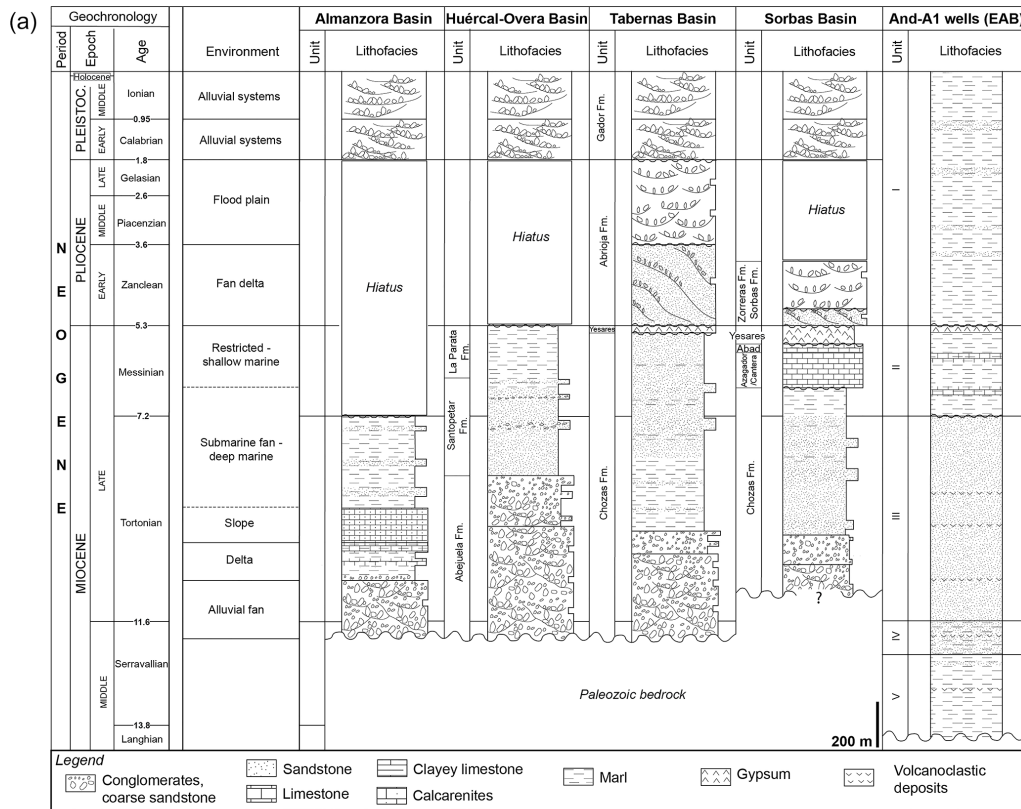 (a)
Geochronology
Almanzora Basin
Huércal-Overa Basin
Tabernas Basin
Sorbas Basin
And-A1 wells (EAB)
Period
Epoch
Age
Environment
Unit
Lithofacies
Unit
Lithofacies
Unit
Lithofacies
Unit
Lithofacies
Unit
Lithofacies
NEOGENE
PLEISTOC.
PLIOCENE
MIOCENE
Holocene
MIDDLE
EARLY
LATE
MIDDLE
EARLY
LATE
MIDDLE
Ionian
0.95
Calabrian
1.8
Gelasian
2.6
Piacenzian
3.6
Zanclean
5.3
Messinian
7.2
Tortonian
11.6
Serravallian
13.8
Langhian
Alluvial systems
Alluvial systems
Flood plain
Fan delta
Restricted -
shallow marine
Submarine fan -
deep marine
Slope
Delta
Alluvial fan
Hiatus
La Parata
Fm.
Santopetar
Fm.
Abejuela Fm.
Hiatus
Gador Fm.
Abrioja Fm.
Yesares
Chozas Fm.
Hiatus
Zorreras Fm.
Sorbas Fm.
Yesares
Abad
Azagador
/Cantera
Chozas Fm.
?
I
II
III
IV
V
Paleozoic bedrock
200 m
Legend
Conglomerates,
coarse sandstone
Sandstone
Limestone
Clayey limestone
Calcarenites
Marl
Gypsum
Volcanoclastic
deposits